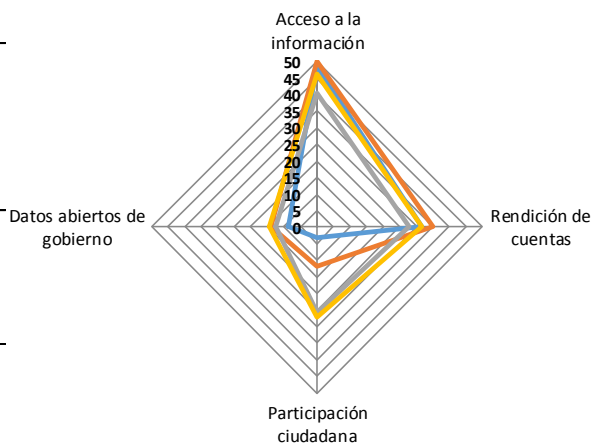 Acceso a la
información
50
45
40
35
30
25
20
15
10
5
0
Datos abiertos de
gobierno
Rendición de
cuentas
Participación
ciudadana